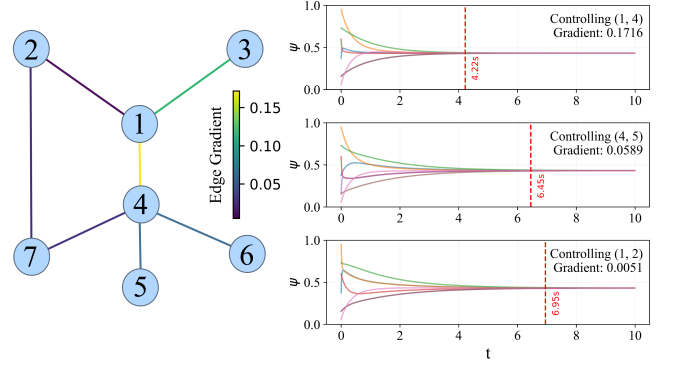 2
3
1
4
7
6
5
Edge Gradient
0.15
0.10
0.05
1.0
0.5
0.0
ψ
Controlling (1, 4)
Gradient: 0.1716
4.22s
0
2
4
6
8
10
1.0
0.5
0.0
ψ
Controlling (4, 5)
Gradient: 0.0589
6.45s
0
2
4
6
8
10
1.0
0.5
0.0
ψ
Controlling (1, 2)
Gradient: 0.0051
6.95s
0
2
4
6
8
10
t